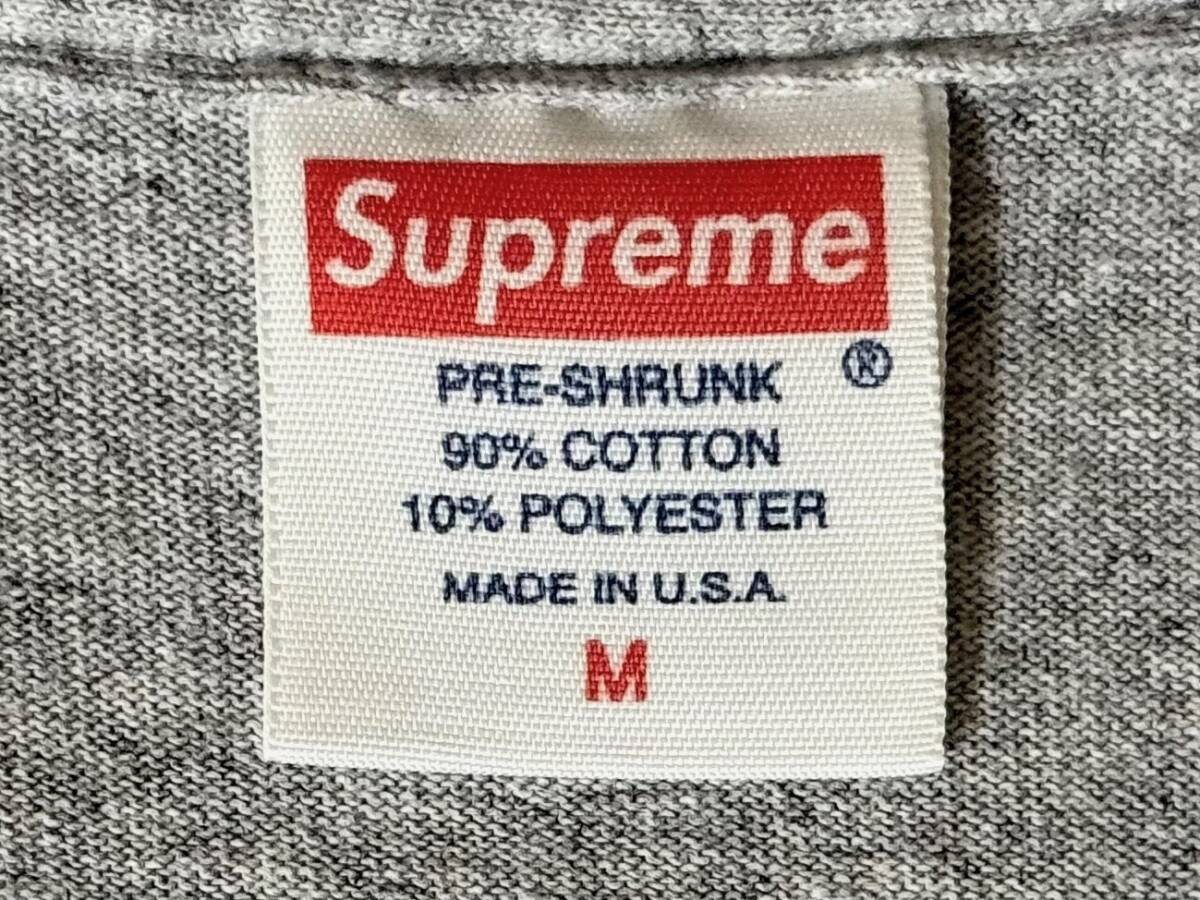 Supreme
®
PRE-SHRUNK
90% COTTON
10% POLYESTER
MADE IN U.S.A.
M